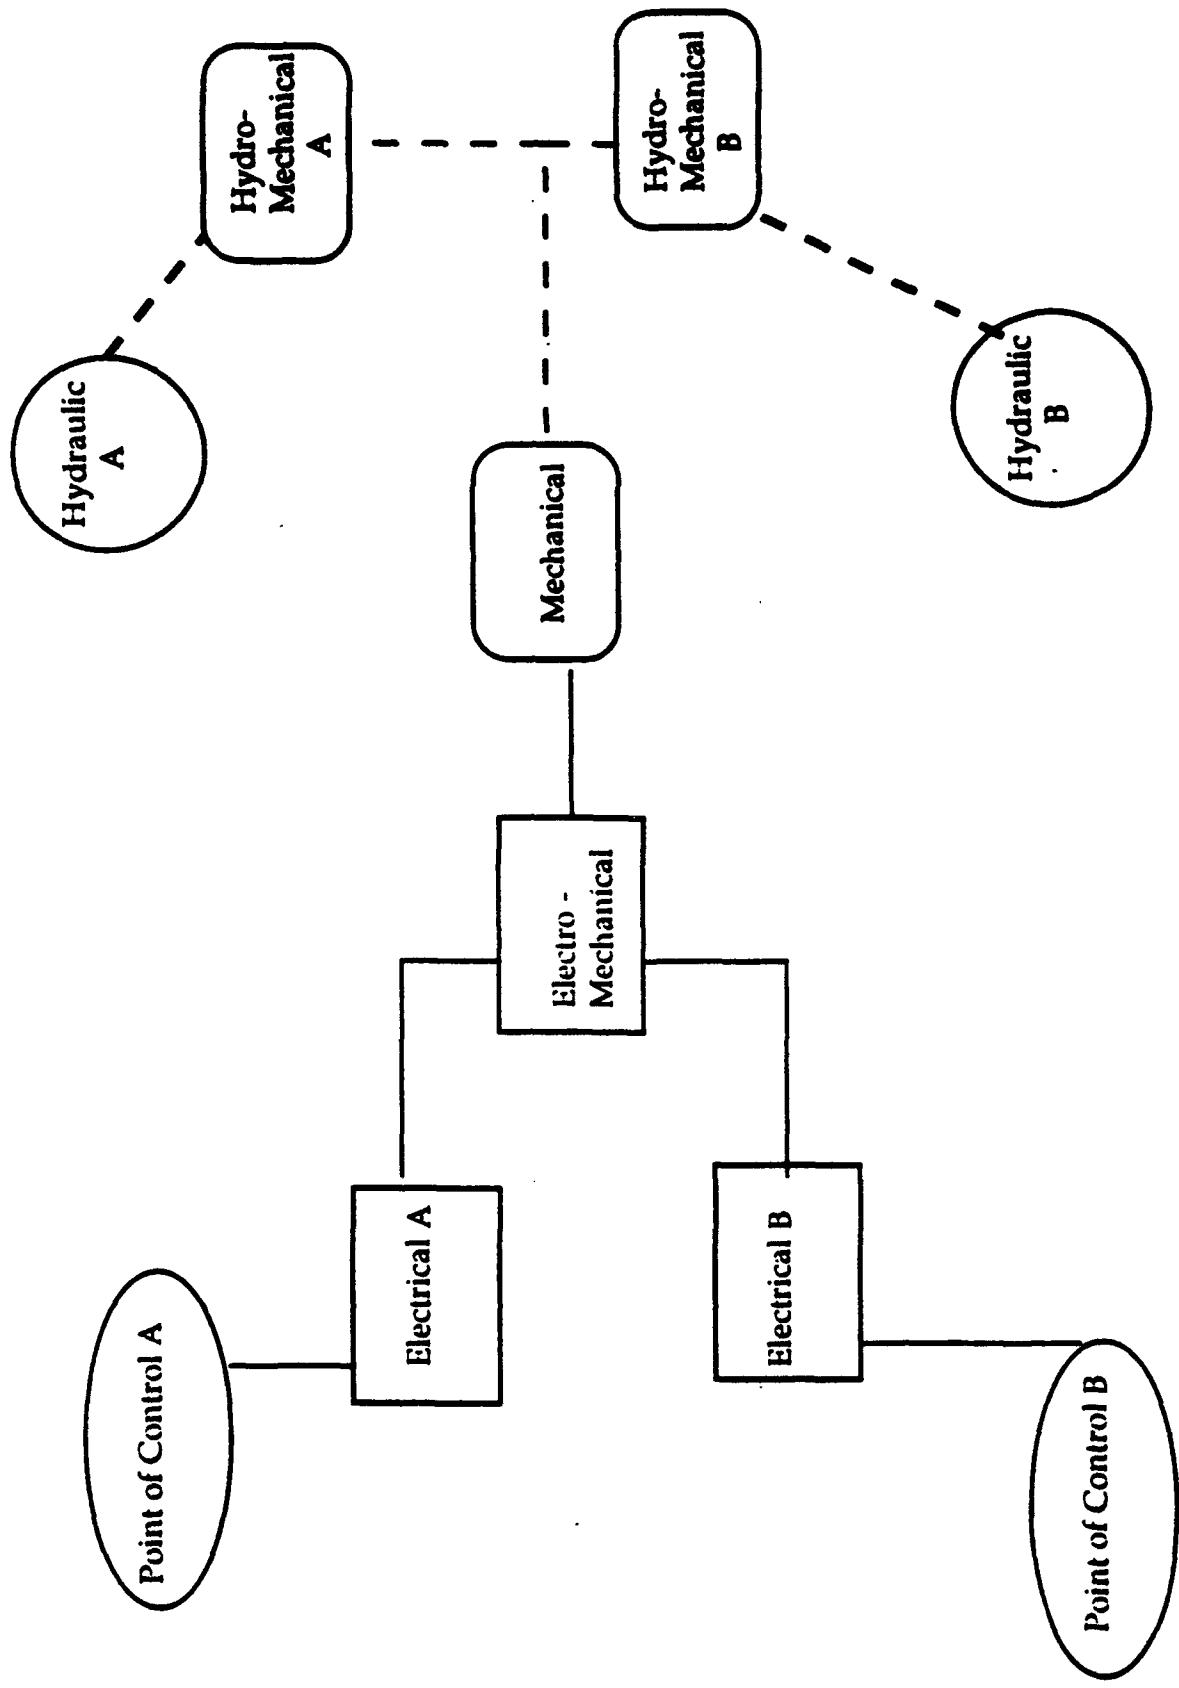 Point of Control A
Electrical A
Electro -
Mechanical
Electrical B
Point of Control B
Mechanical
Hydraulic
A
Hydro-
Mechanical
A
Hydro-
Mechanical
B
Hydraulic
B